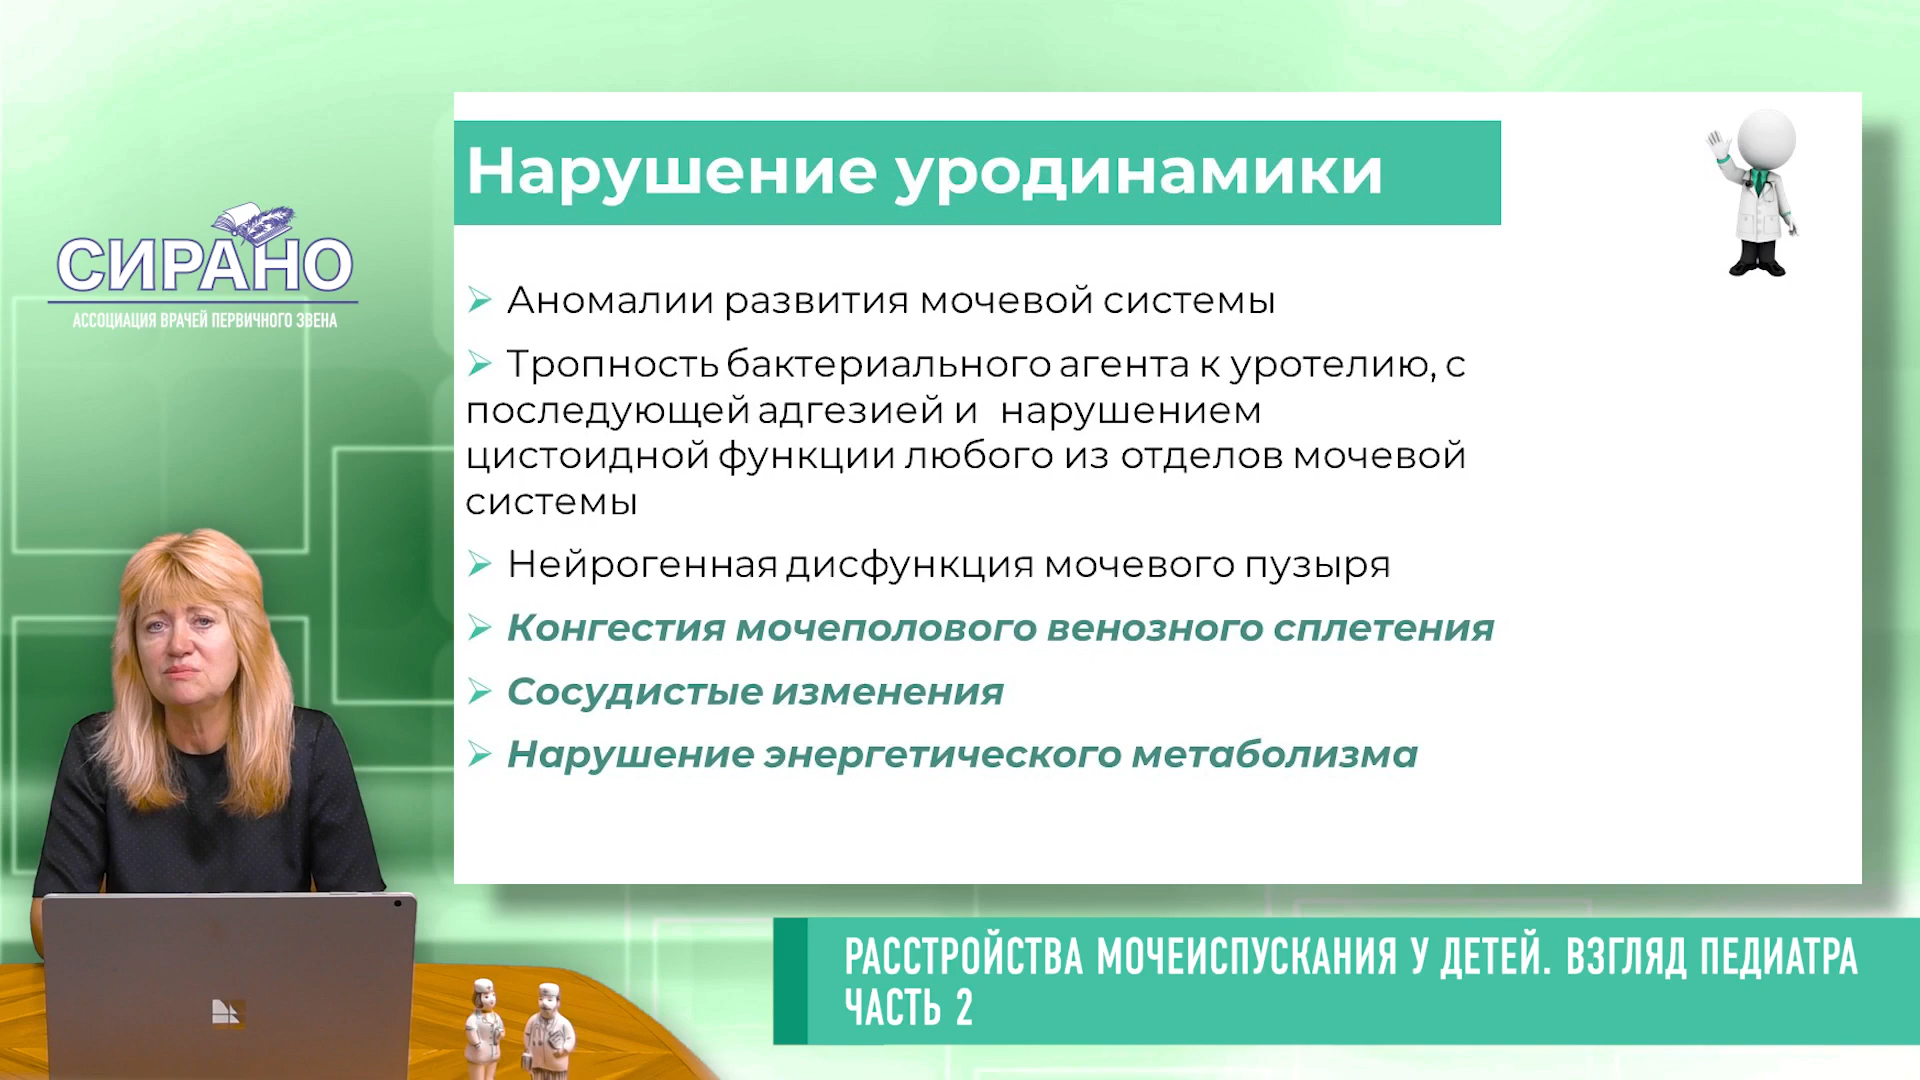 СИРАНО
АССОЦИАЦИЯ ВРАЧЕЙ ПЕРВИЧНОГО ЗВЕНА
Нарушение уродинамики
Аномалии развития мочевой системы
Тропность бактериального агента к уротелию, с
последующей адгезией и нарушением
цистоидной функции любого из отделов мочевой
системы
Нейрогенная дисфункция мочевого пузыря
Конгестия мочеполового венозного сплетения
Сосудистые изменения
Нарушение энергетического метаболизма
РАССТРОЙСТВА МОЧЕИСПУСКАНИЯ У ДЕТЕЙ. ВЗГЛЯД ПЕДИАТРА
ЧАСТЬ 2